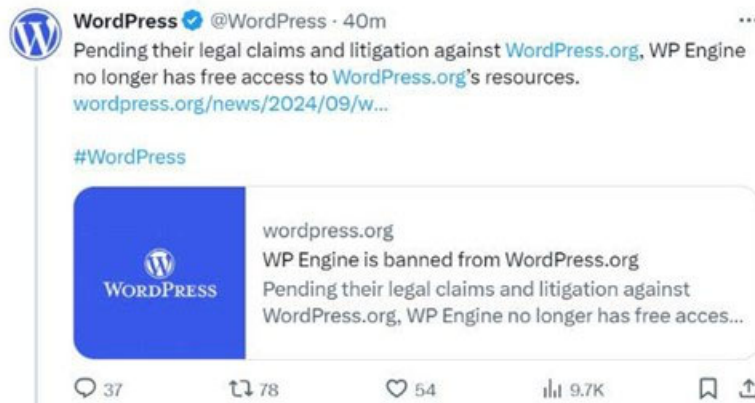 WordPress @WordPress · 40m
Pending their legal claims and litigation against WordPress.org, WP Engine
no longer has free access to WordPress.org's resources.
wordpress.org/news/2024/09/w...
#WordPress
WORDPRESS
wordpress.org
WP Engine is banned from WordPress.org
Pending their legal claims and litigation against
WordPress.org, WP Engine no longer has free acces...
37 78 54 9.7K